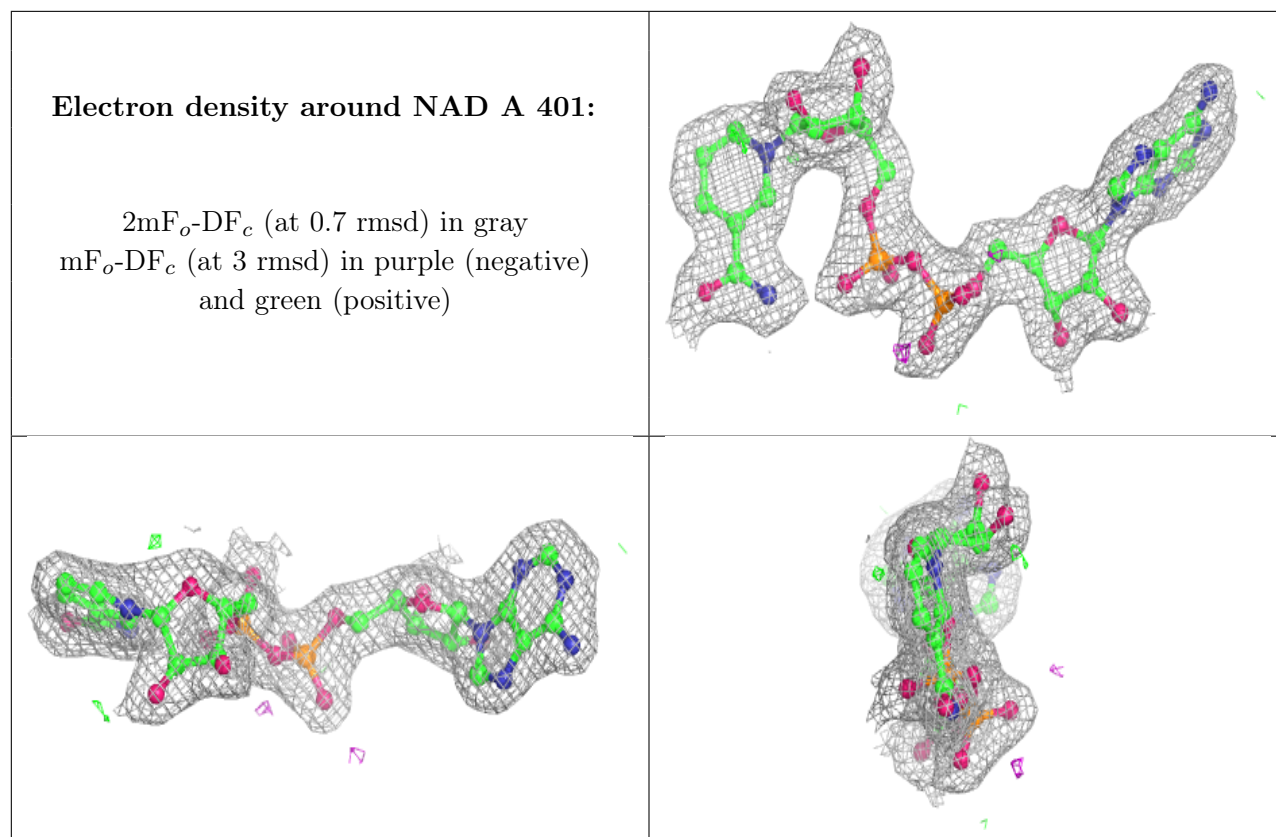 Electron density around NAD A 401:
2mFₒ-DF𝒸 (at 0.7 rmsd) in gray
mFₒ-DF𝒸 (at 3 rmsd) in purple (negative)
and green (positive)